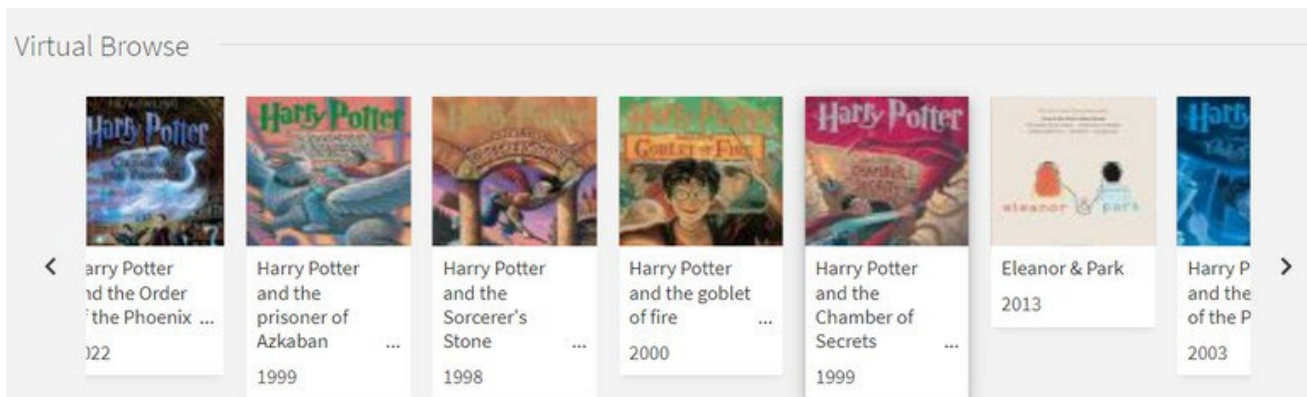 Virtual Browse
Harry Potter
Harry Potter
GOBLET OF FIRE
Harry Potter
CHAMBER
SECRETS
eleanor park
Harry
arry Potter
nd the Order
the Phoenix ...
022
Harry Potter
and the
prisoner of
Azkaban ...
1999
Harry Potter
and the
Sorcerer's
Stone ...
1998
Harry Potter
and the goblet
of fire ...
2000
Harry Potter
and the
Chamber of
Secrets ...
1999
Eleanor & Park
2013
Harry P
and the
of the P
2003